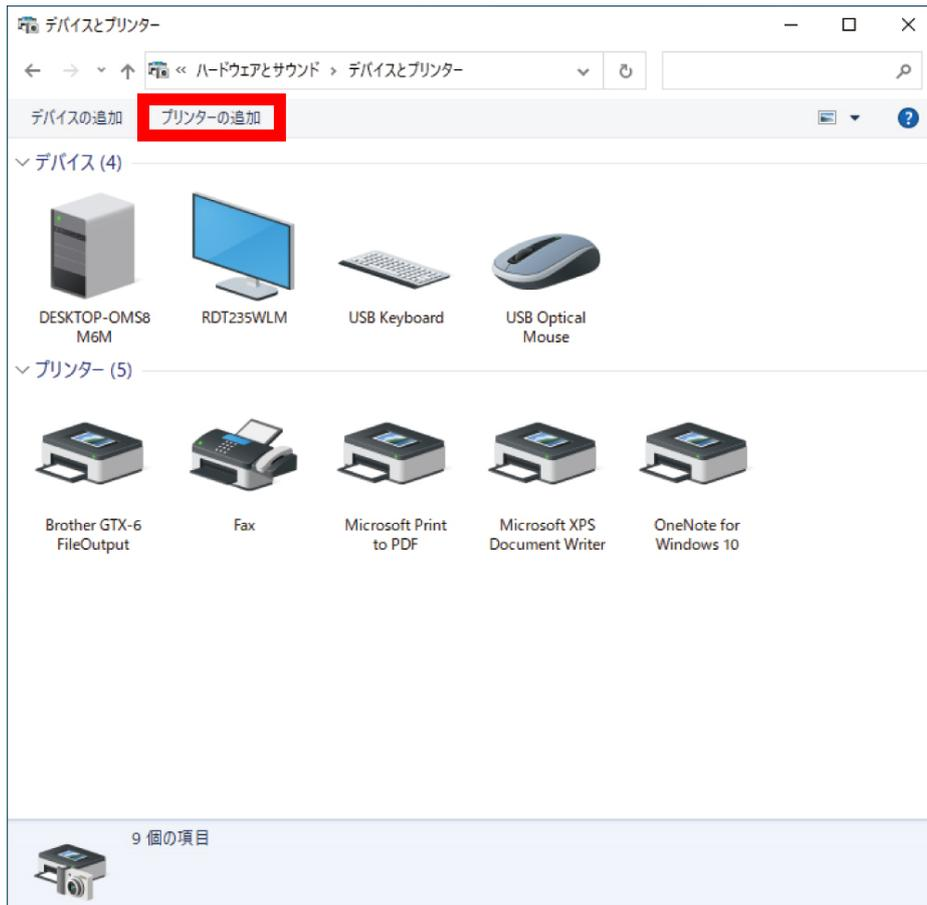 デバイスとプリンター
« ハードウェアとサウンド › デバイスとプリンター
デバイスの追加 プリンターの追加
デバイス (4)
DESKTOP-OMS8
M6M
RDT235WLM
USB Keyboard
USB Optical
Mouse
プリンター (5)
Brother GTX-6
FileOutput
Fax
Microsoft Print
to PDF
Microsoft XPS
Document Writer
OneNote for
Windows 10
9 個の項目